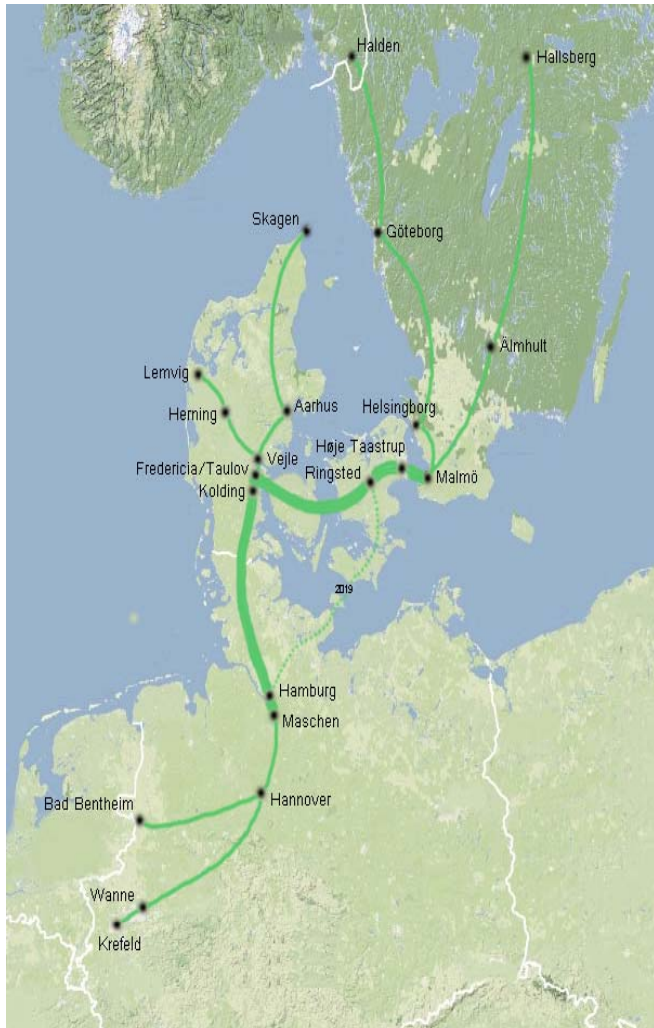 Halden
Hallsberg
Skagen
Göteborg
Älmhult
Lemvig
Herning
Aarhus
Helsingborg
Høje Taastrup
Vejle
Fredericia/Taulov
Ringsted
Malmö
Kolding
2019
Hamburg
Maschen
Hannover
Bad Bentheim
Wanne
Krefeld